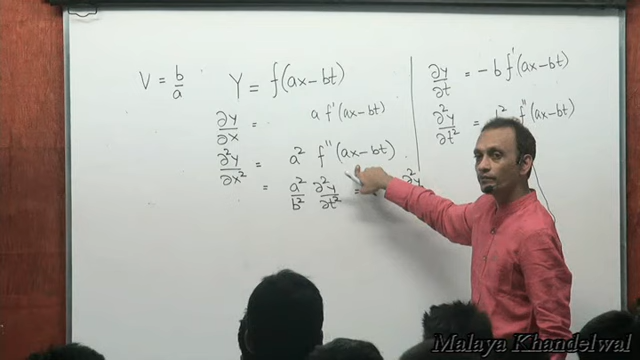 V = b/a
Y = f(ax-bt)
∂y/∂x = a f'(ax-bt)
∂²y/∂x² = a² f''(ax-bt)
= a²/b² ∂²y/∂t² =
∂y/∂t = -b f'(ax-bt)
∂²y/∂t² = b² f''(ax-bt)
Malaya Khandelwal